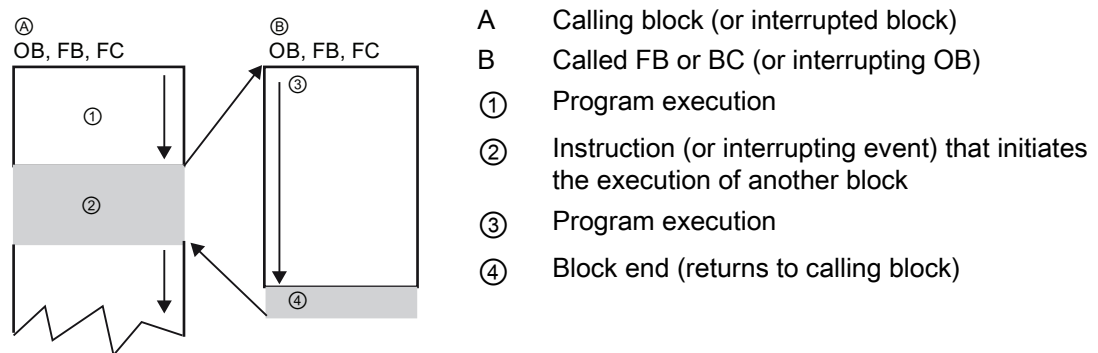 Ⓐ
OB, FB, FC
①
②
Ⓑ
OB, FB, FC
③
④
A Calling block (or interrupted block)
B Called FB or BC (or interrupting OB)
① Program execution
② Instruction (or interrupting event) that initiates
the execution of another block
③ Program execution
④ Block end (returns to calling block)